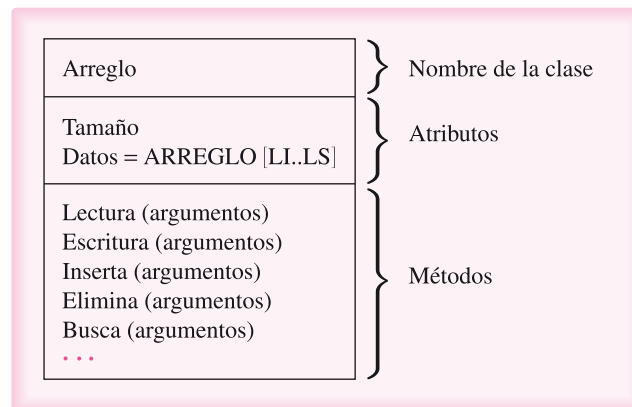 Arreglo
Nombre de la clase
Tamaño
Datos = ARREGLO [LI..LS]
Atributos
Lectura (argumentos)
Escritura (argumentos)
Inserta (argumentos)
Elimina (argumentos)
Busca (argumentos)
. . .
Métodos